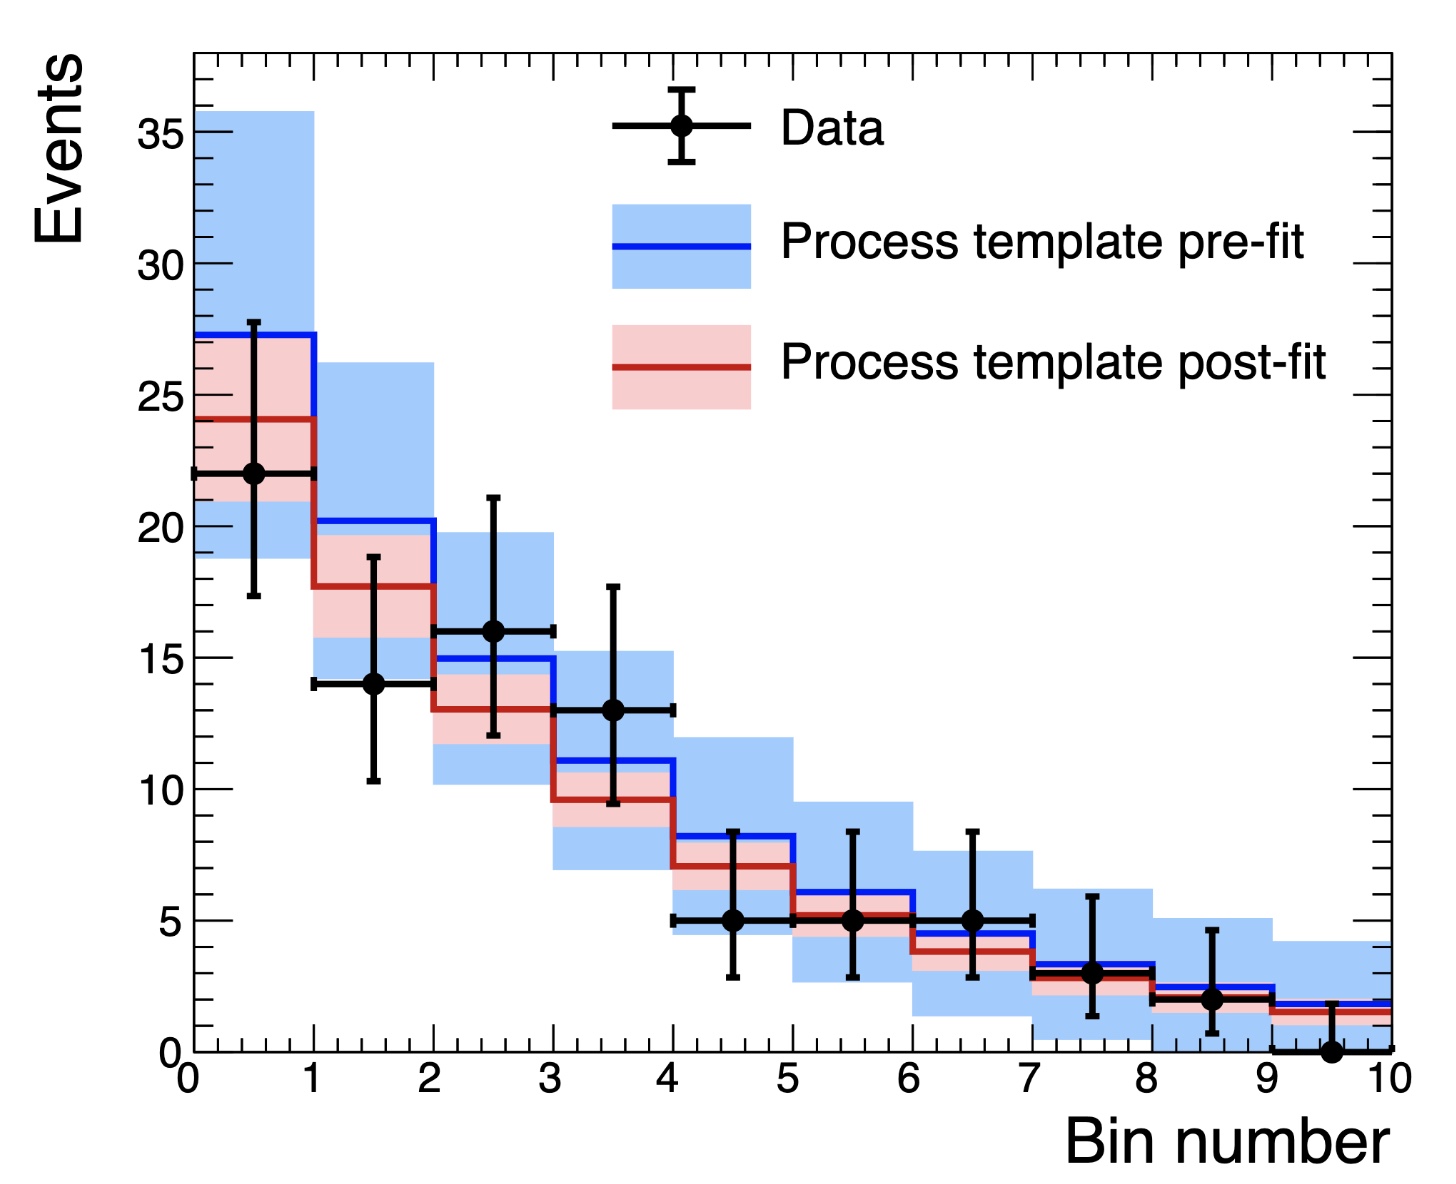 Events
Data
Process template pre-fit
Process template post-fit
35
30
25
20
15
10
5
0
0 1 2 3 4 5 6 7 8 9 10
Bin number